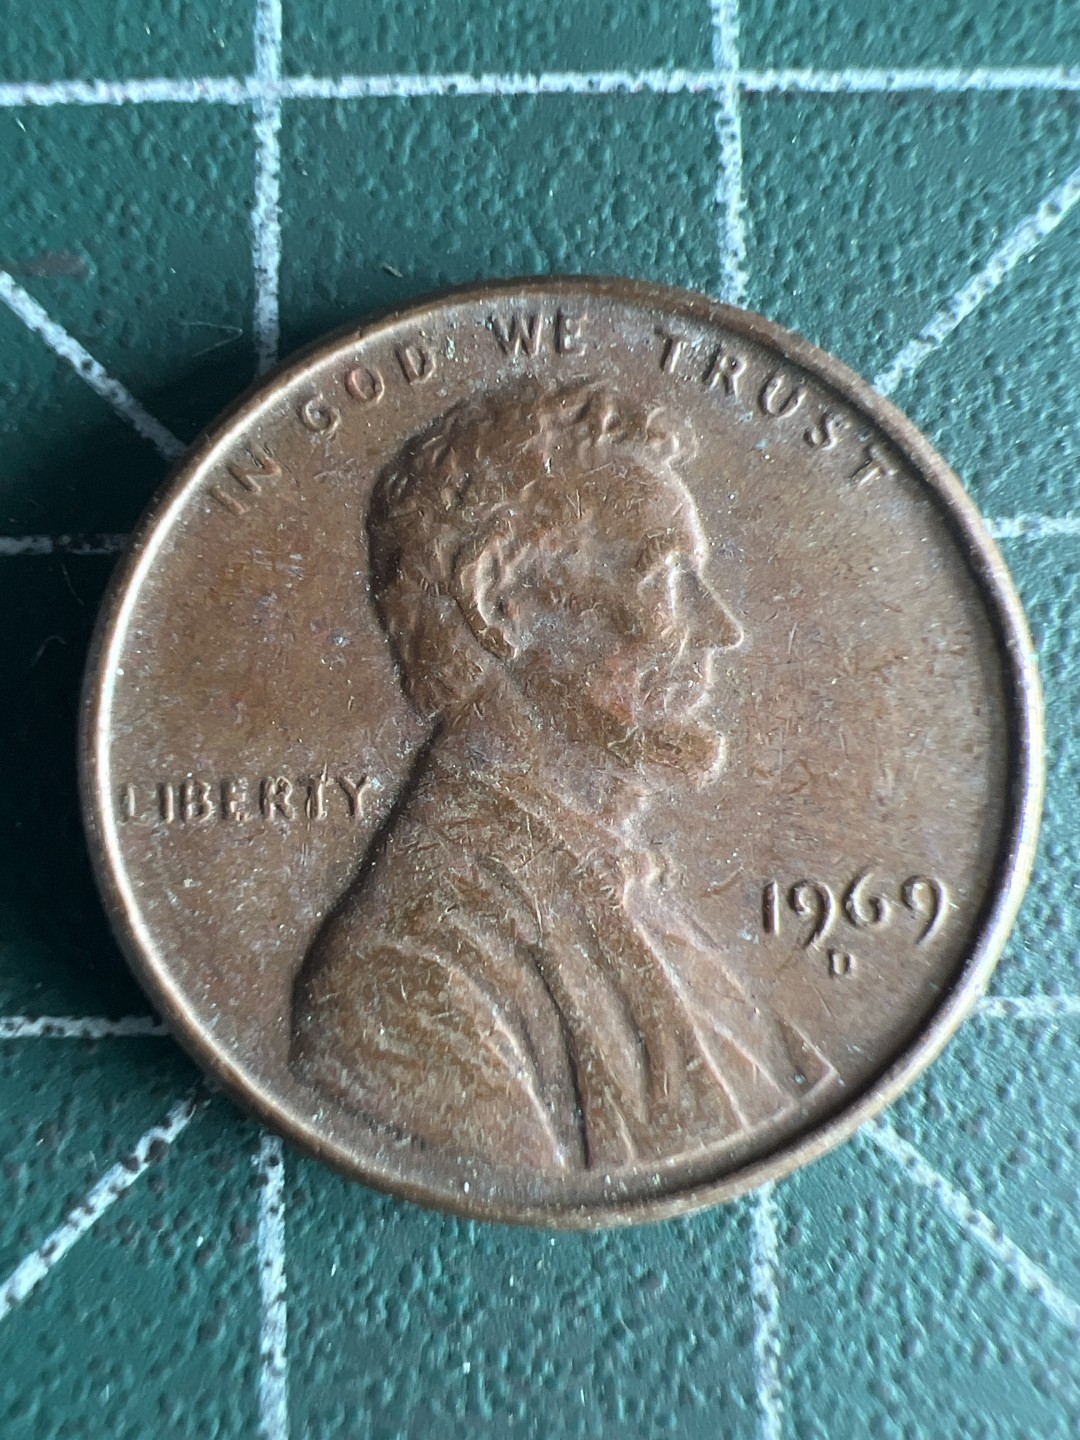 IN GOD WE TRUST
LIBERTY
1969
D